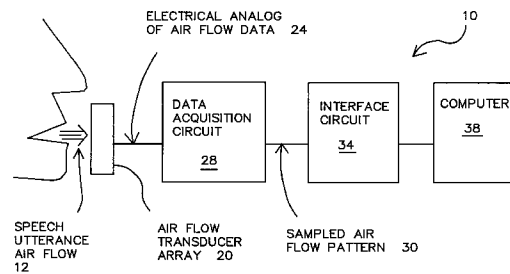 ELECTRICAL ANALOG
OF AIR FLOW DATA 24
10
DATA
ACQUISITION
CIRCUIT
28
INTERFACE
CIRCUIT
34
COMPUTER
38
SPEECH
UTTERANCE
AIR FLOW
12
AIR FLOW
TRANSDUCER
ARRAY 20
SAMPLED AIR
FLOW PATTERN 30